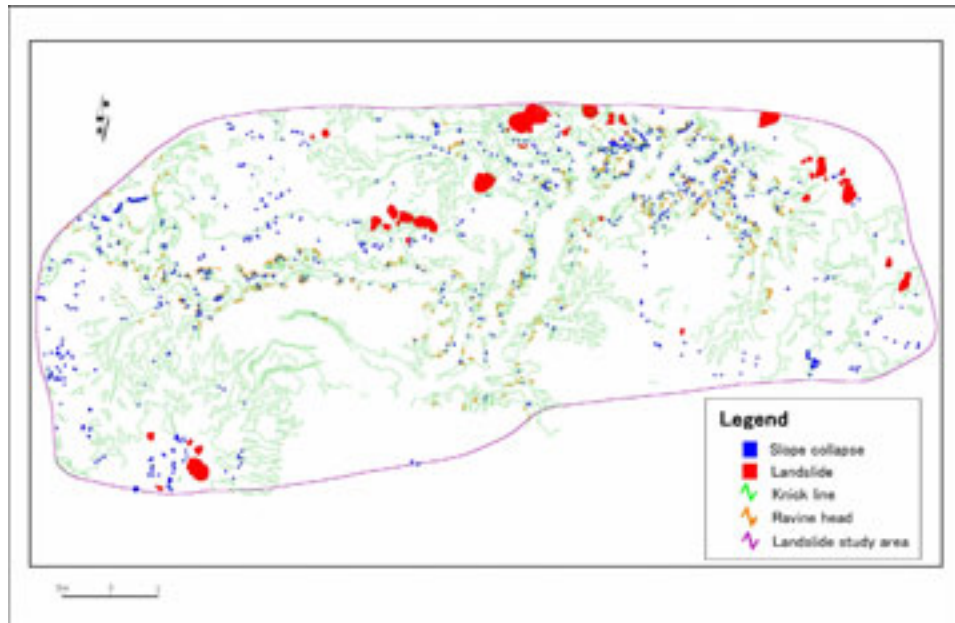 Legend
Slope collapse
Landslide
Knick line
Ravine head
Landslide study area